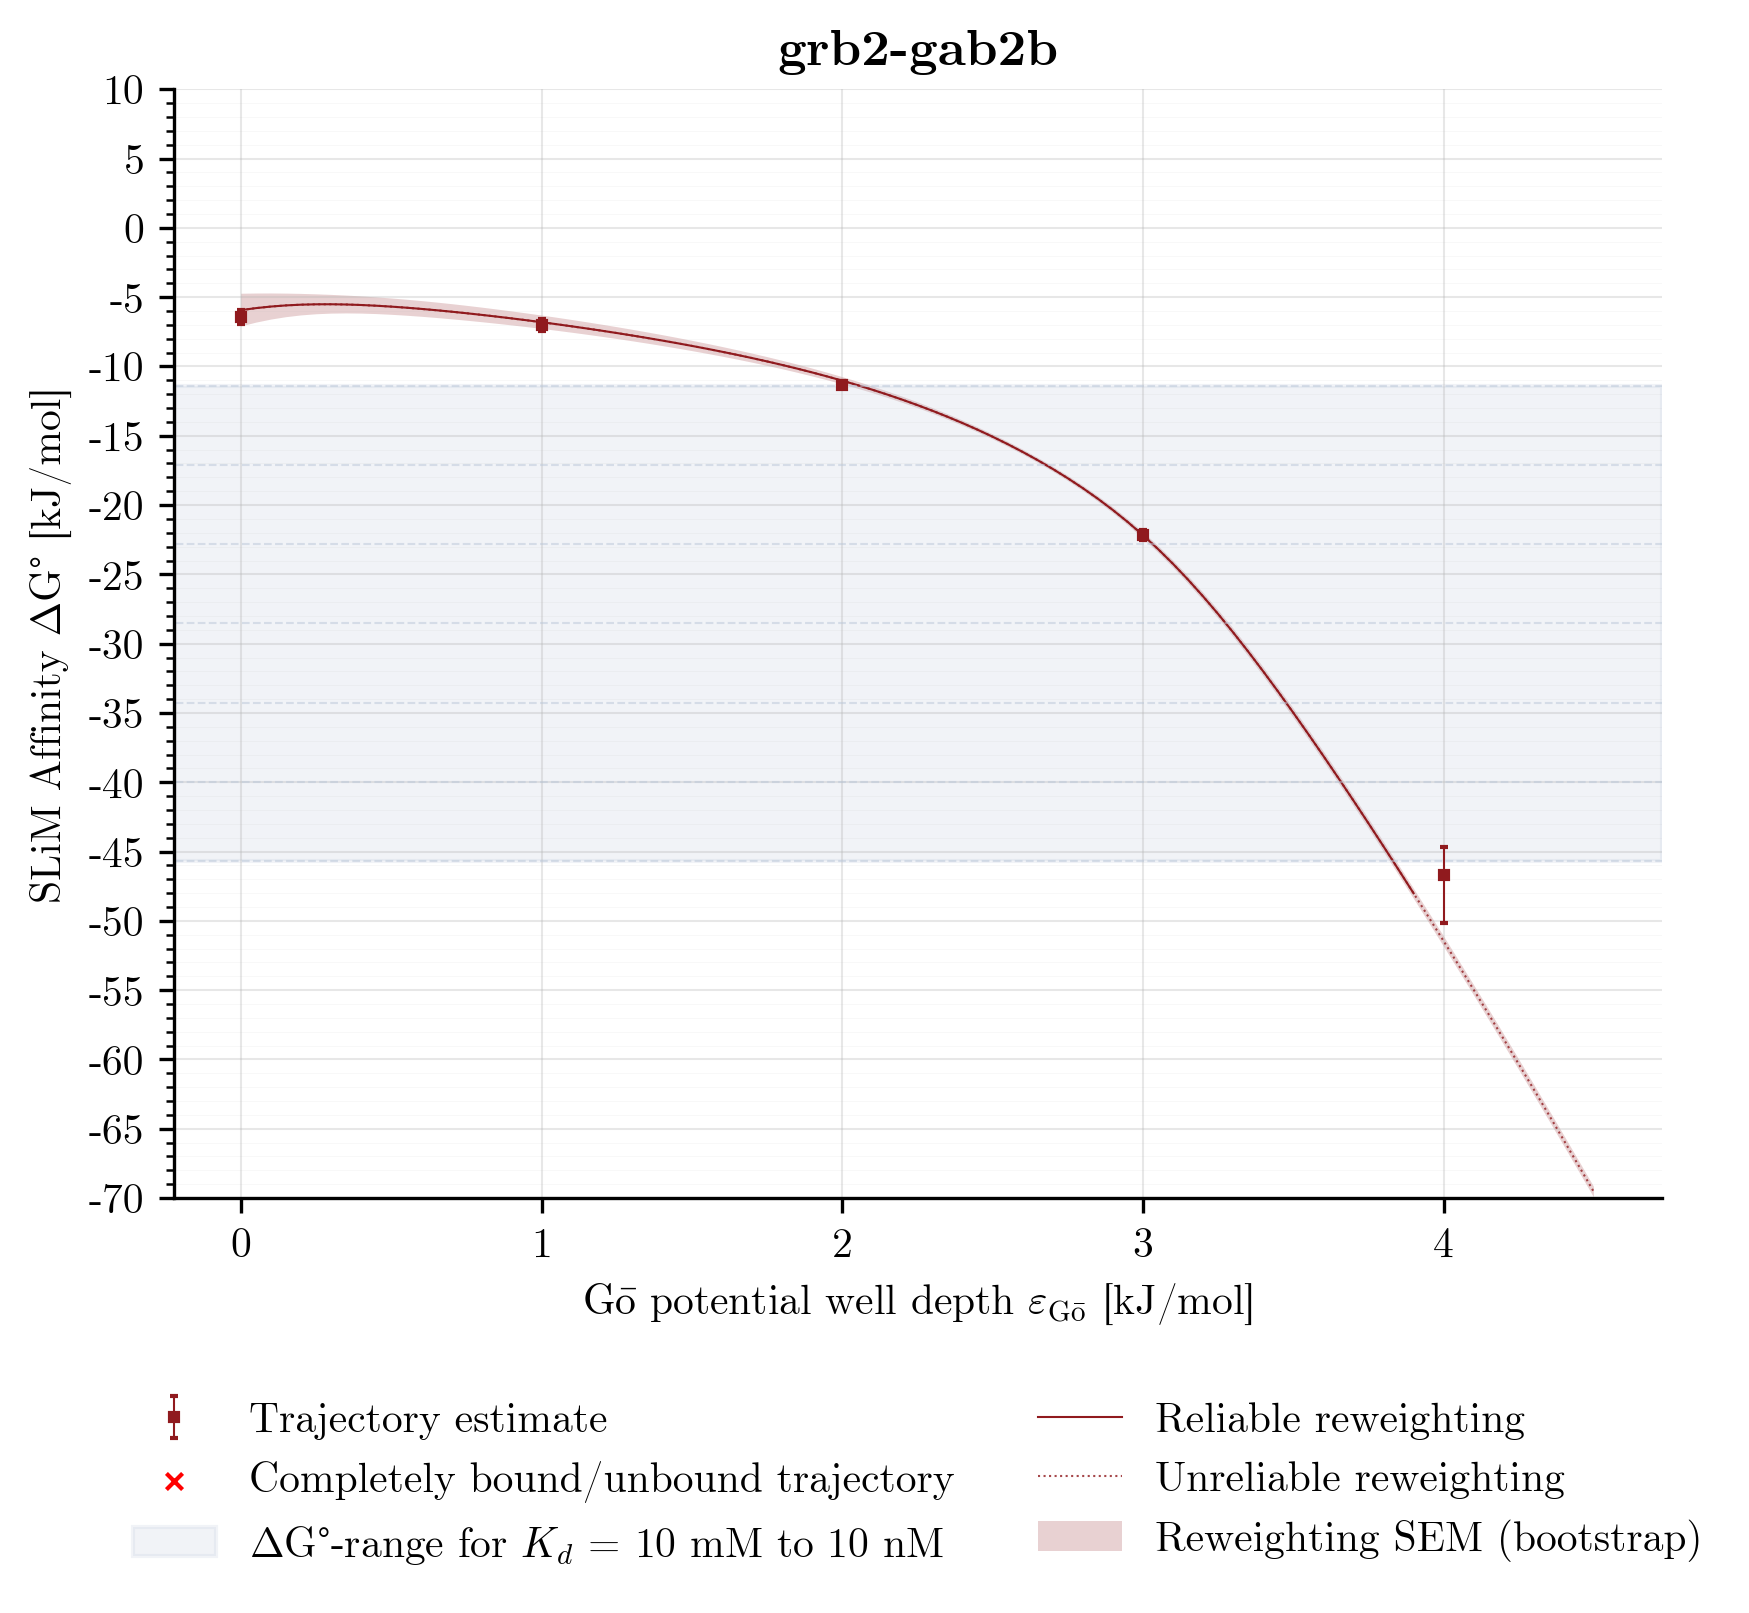 grb2-gab2b
10
5
0
-5
-10
-15
-20
-25
-30
-35
-40
-45
-50
-55
-60
-65
-70
SLiM Affinity ΔG° [kJ/mol]
0 1 2 3 4
Gō potential well depth εGō [kJ/mol]
Trajectory estimate
Completely bound/unbound trajectory
ΔG°-range for Kd = 10 mM to 10 nM
Reliable reweighting
Unreliable reweighting
Reweighting SEM (bootstrap)